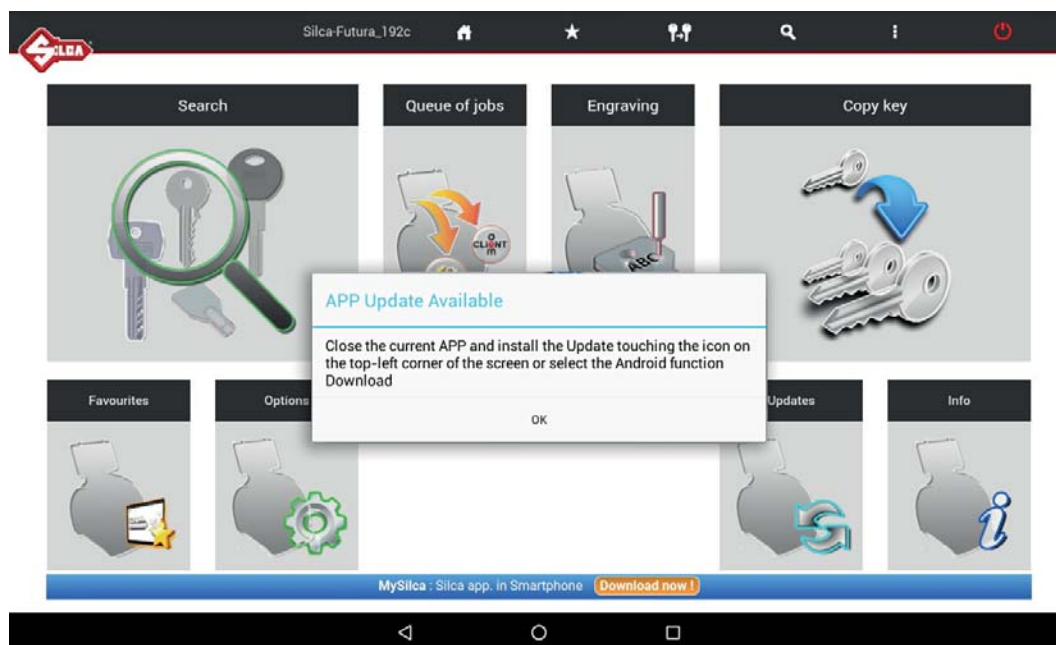 SILCA
Silca-Futura_192c
Search
Queue of jobs
Engraving
Copy key
CLIENT
ABC
APP Update Available
Close the current APP and install the Update touching the icon on
the top-left corner of the screen or select the Android function
Download
OK
Favourites
Options
Updates
Info
MySilca : Silca app. in Smartphone Download now !